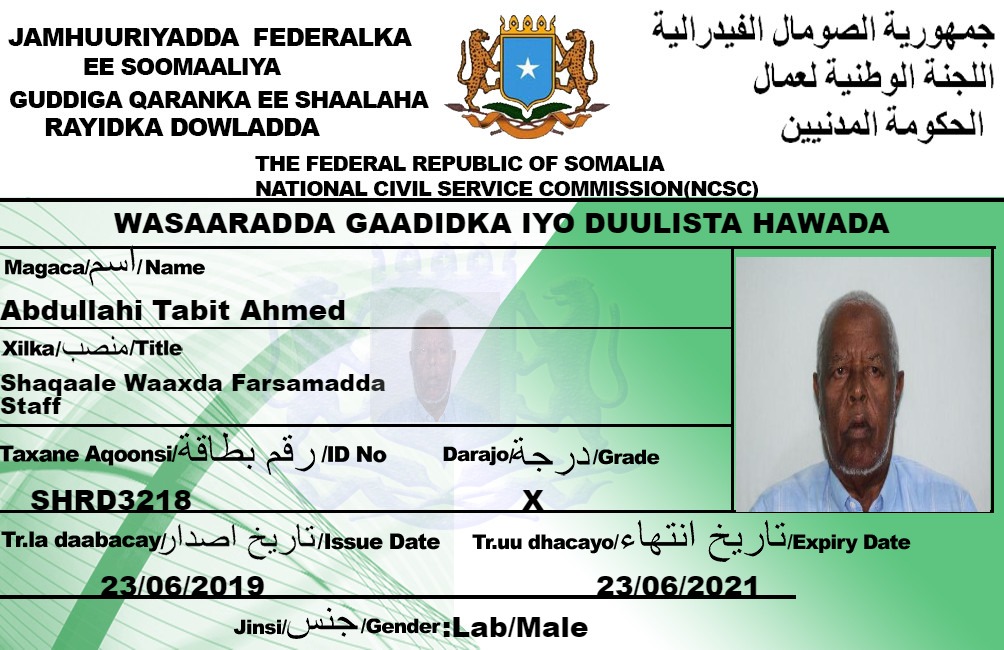 JAMHUURIYADDA FEDERALKA
EE SOOMAALIYA
GUDDIGA QARANKA EE SHAALAHA
RAYIDKA DOWLADDA
جمهورية الصومال الفيدرالية
اللجنة الوطنية لعمال
الحكومة المدنيين
THE FEDERAL REPUBLIC OF SOMALIA
NATIONAL CIVIL SERVICE COMMISSION(NCSC)
WASAARADDA GAADIDKA IYO DUULISTA HAWADA
Magaca/اسم/Name
Abdullahi Tabit Ahmed
Xilka/منصب/Title
Shaqaale Waaxda Farsamadda
Staff
Taxane Aqoonsi/رقم بطاقة/ID No
SHRD3218
Darajo/درجة/Grade
X
Tr.la daabacay/تاريخ اصدار/Issue Date
23/06/2019
Tr.uu dhacayo/تاريخ انتهاء/Expiry Date
23/06/2021
Jinsi/جنس/Gender:Lab/Male